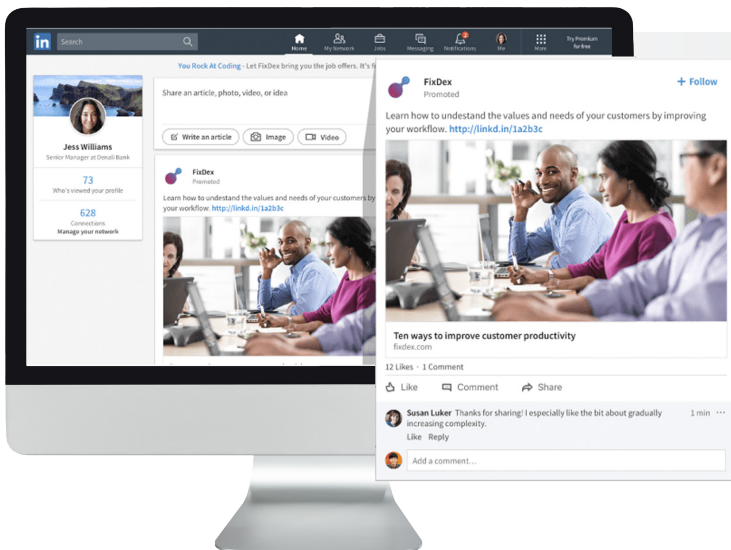 in
Search
Home
My Network
Jobs
Messaging
2
Notifications
Me
More
Try Premium
for free
You Rock At Coding - Let FixDex bring you the job offers. It's f
Jess Williams
Senior Manager at Denali Bank
73
Who's viewed your profile
628
Connections
Manage your network
Share an article, photo, video, or idea
Write an article
Image
Video
FixDex
Promoted
Learn how to undestand the values and needs of your customers by
your workflow. http://linkd.in/1a2b3c
FixDex
Promoted
+ Follow
Learn how to undestand the values and needs of your customers by improving
your workflow. http://linkd.in/1a2b3c
Ten ways to improve customer productivity
fixdex.com
12 Likes · 1 Comment
Like
Comment
Share
Susan Luker Thanks for sharing! I especially like the bit about gradually
increasing complexity.
1 min ···
Like Reply
Add a comment...